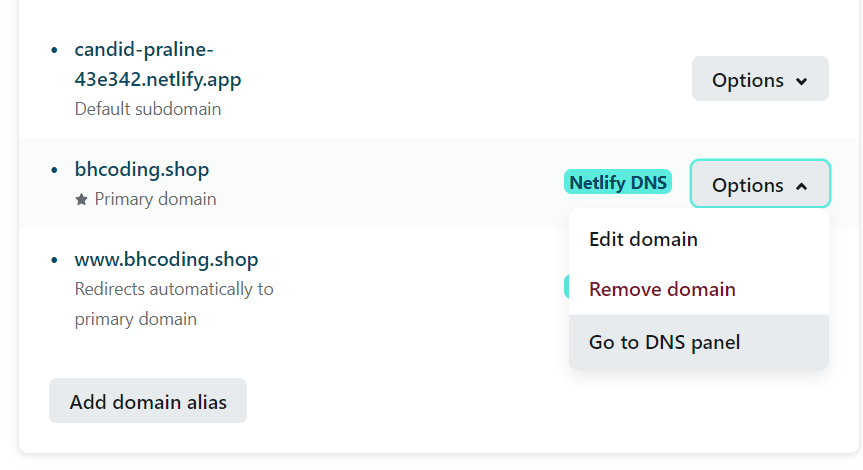 candid-praline-
43e342.netlify.app
Default subdomain
Options
bhcoding.shop
Primary domain
Netlify DNS
Options
Edit domain
Remove domain
Go to DNS panel
www.bhcoding.shop
Redirects automatically to
primary domain
Add domain alias